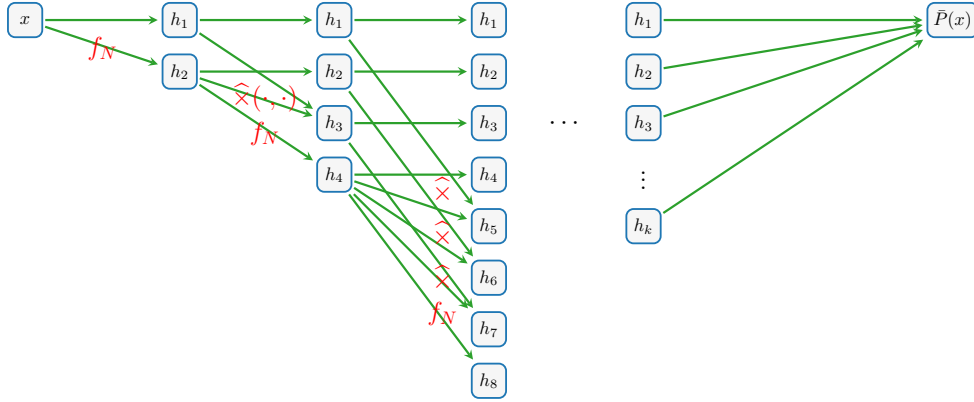 x h₁ h₁ h₁ h₁ P̄(x)
f_N h₂ h₂ h₂ h₂
×̂(·,·) h₃ h₃ ⋯ h₃
f_N h₄ h₄ ⋮
×̂ h₅ h_k
×̂ h₆
×̂
f_N h₇
h₈